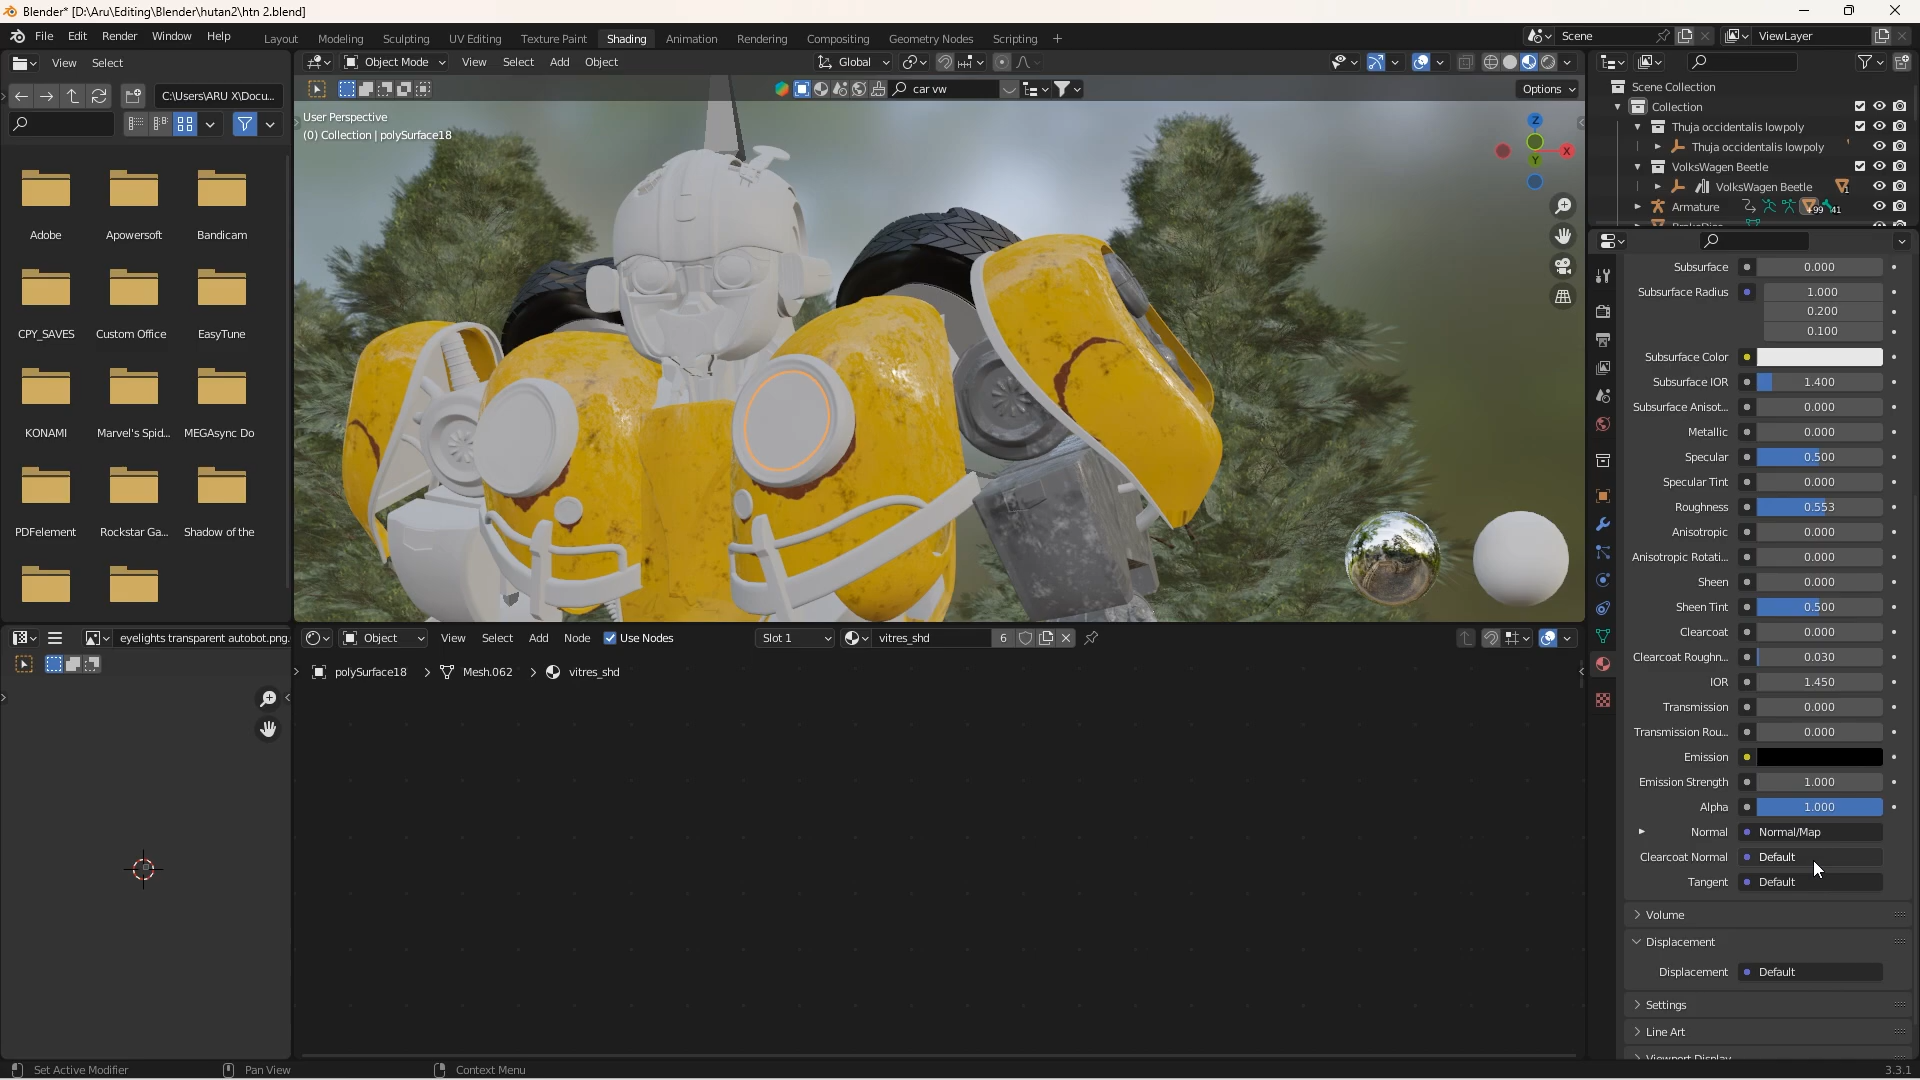 Blender* [D:\Aru\Editing\Blender\hutan2\htn 2.blend]
File Edit Render Window Help
Layout Modeling Sculpting UV Editing Texture Paint Shading Animation Rendering Compositing Geometry Nodes Scripting +
Scene
ViewLayer
View Select
Object Mode View Select Add Object
Global
C:\Users\ARU X\Docu...
car vw
Options
User Perspective
(0) Collection | polySurface18
Z
X
Y
Adobe Apowersoft Bandicam
CPY_SAVES Custom Office EasyTune
KONAMI Marvel's Spid... MEGAsync Do
PDFelement Rockstar Ga... Shadow of the
Scene Collection
Collection
Thuja occidentalis lowpoly
Thuja occidentalis lowpoly
VolksWagen Beetle
VolksWagen Beetle 1
Armature +99 41
Subsurface 0.000
Subsurface Radius 1.000
0.200
0.100
Subsurface Color
Subsurface IOR 1.400
Subsurface Anisot... 0.000
Metallic 0.000
Specular 0.500
Specular Tint 0.000
Roughness 0.553
Anisotropic 0.000
Anisotropic Rotati... 0.000
Sheen 0.000
Sheen Tint 0.500
Clearcoat 0.000
Clearcoat Roughn... 0.030
IOR 1.450
Transmission 0.000
Transmission Rou... 0.000
Emission
Emission Strength 1.000
Alpha 1.000
Normal Normal/Map
Clearcoat Normal Default
Tangent Default
Volume
Displacement
Displacement Default
Settings
Line Art
Viewport Display
eyelights transparent autobot.png.
Object View Select Add Node Use Nodes Slot 1 vitres_shd 6
polySurface18 > Mesh.062 > vitres_shd
Set Active Modifier Pan View Context Menu 3.3.1